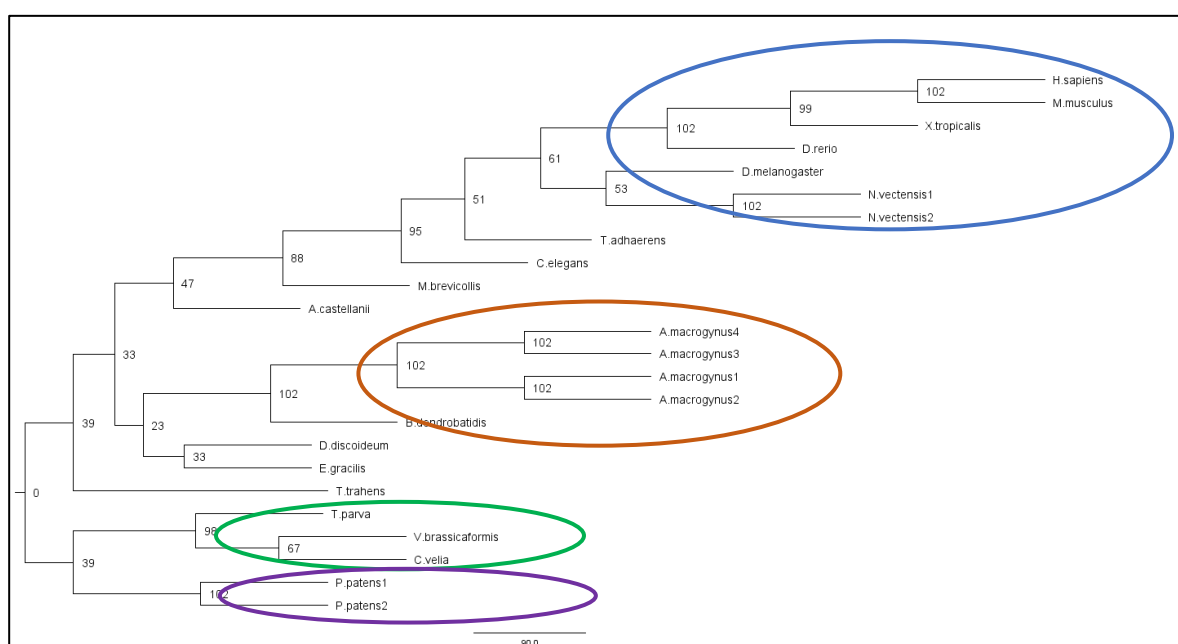 H.sapiens
102
M.musculus
99
X.tropicalis
102
D.rerio
61
D.melanogaster
53
N.vectensis1
102
N.vectensis2
51
T.adhaerens
95
C.elegans
88
M.brevicollis
47
A.castellanii
33
A.macrogynus4
102
A.macrogynus3
102
A.macrogynus1
102
A.macrogynus2
102
B.dendrobatidis
23
39
D.discoideum
33
E.gracilis
T.trahens
0
T.parva
98
V.brassicaformis
67
C.velia
39
P.patens1
102
P.patens2
90.0